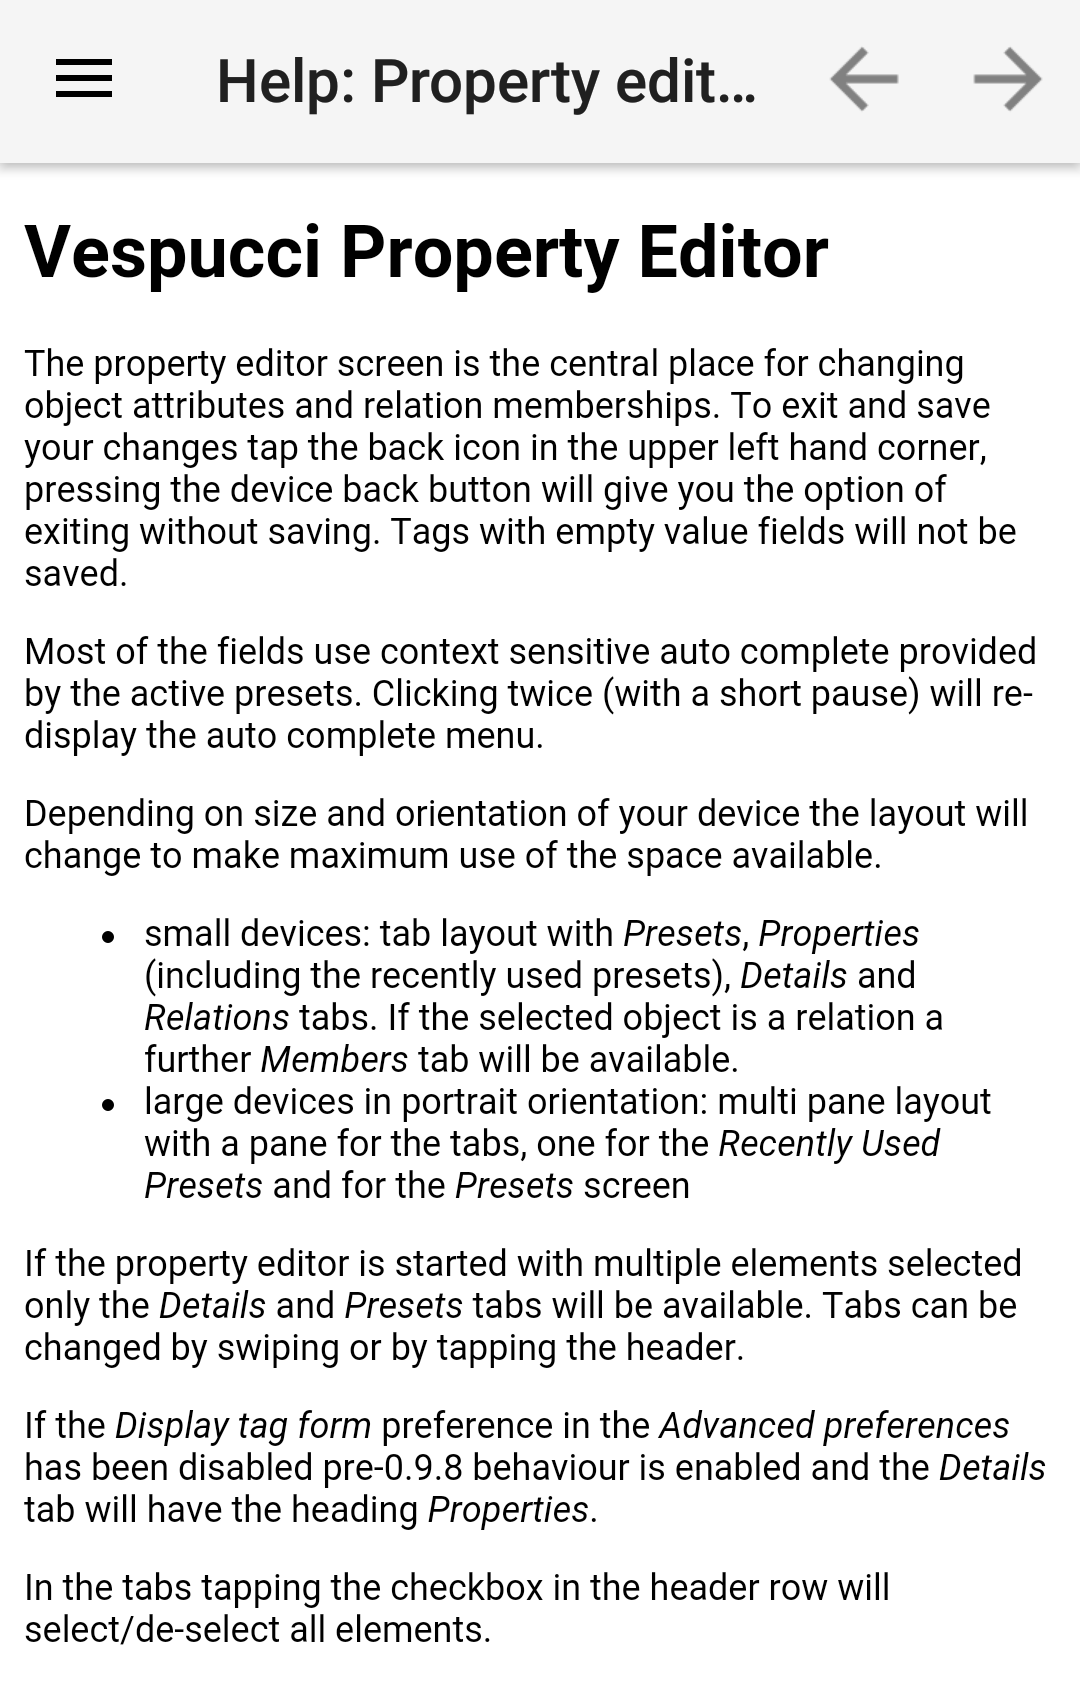 Help: Property edit...
Vespucci Property Editor
The property editor screen is the central place for changing
object attributes and relation memberships. To exit and save
your changes tap the back icon in the upper left hand corner,
pressing the device back button will give you the option of
exiting without saving. Tags with empty value fields will not be
saved.
Most of the fields use context sensitive auto complete provided
by the active presets. Clicking twice (with a short pause) will re-
display the auto complete menu.
Depending on size and orientation of your device the layout will
change to make maximum use of the space available.
• small devices: tab layout with Presets, Properties
(including the recently used presets), Details and
Relations tabs. If the selected object is a relation a
further Members tab will be available.
• large devices in portrait orientation: multi pane layout
with a pane for the tabs, one for the Recently Used
Presets and for the Presets screen
If the property editor is started with multiple elements selected
only the Details and Presets tabs will be available. Tabs can be
changed by swiping or by tapping the header.
If the Display tag form preference in the Advanced preferences
has been disabled pre-0.9.8 behaviour is enabled and the Details
tab will have the heading Properties.
In the tabs tapping the checkbox in the header row will
select/de-select all elements.